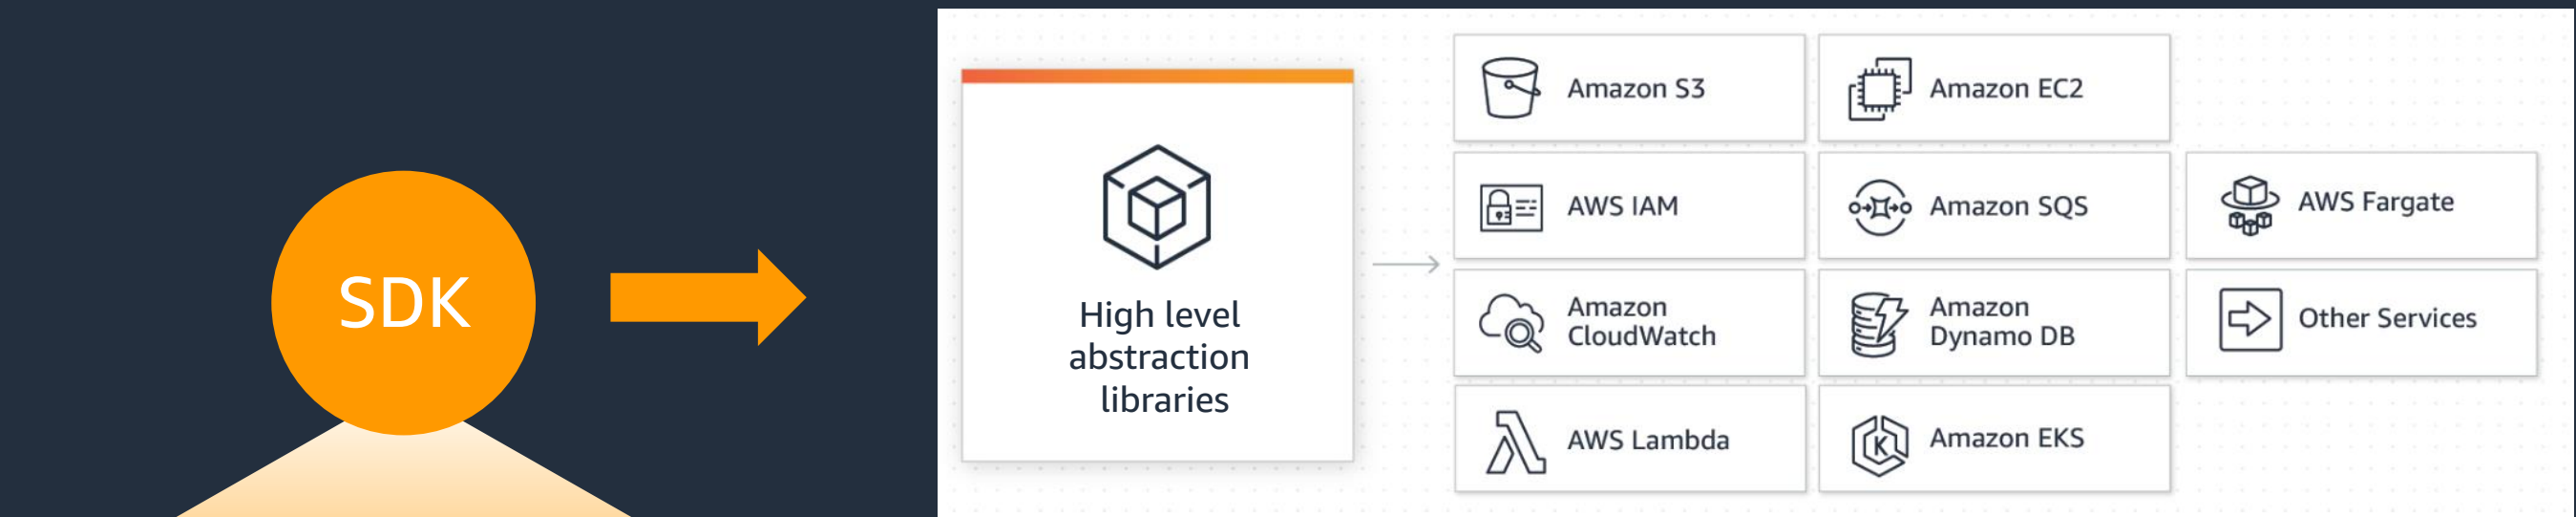 SDK
High level
abstraction
libraries
Amazon S3
Amazon EC2
AWS IAM
Amazon SQS
AWS Fargate
Amazon
CloudWatch
Amazon
Dynamo DB
Other Services
AWS Lambda
Amazon EKS